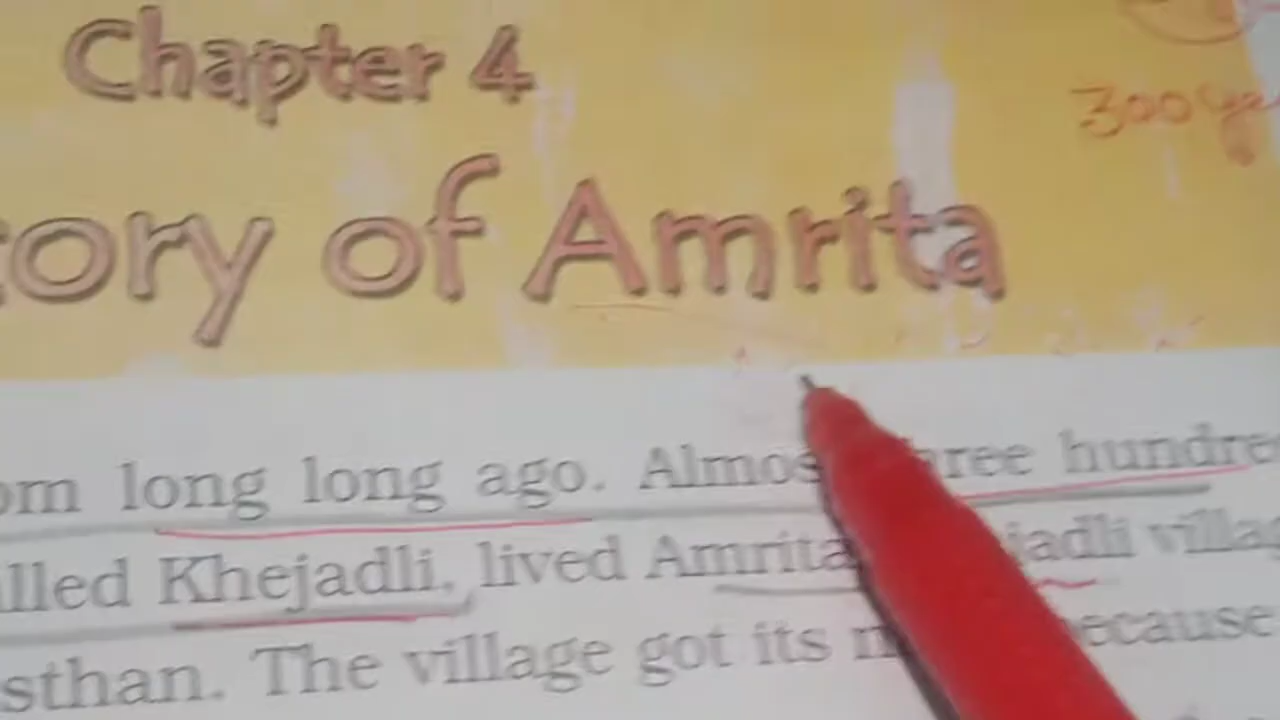 Chapter 4
ory of Amrita
300
om long long ago. Almos ree hundre
lled Khejadli, lived Amrita jadli villag
sthan. The village got its n ecause